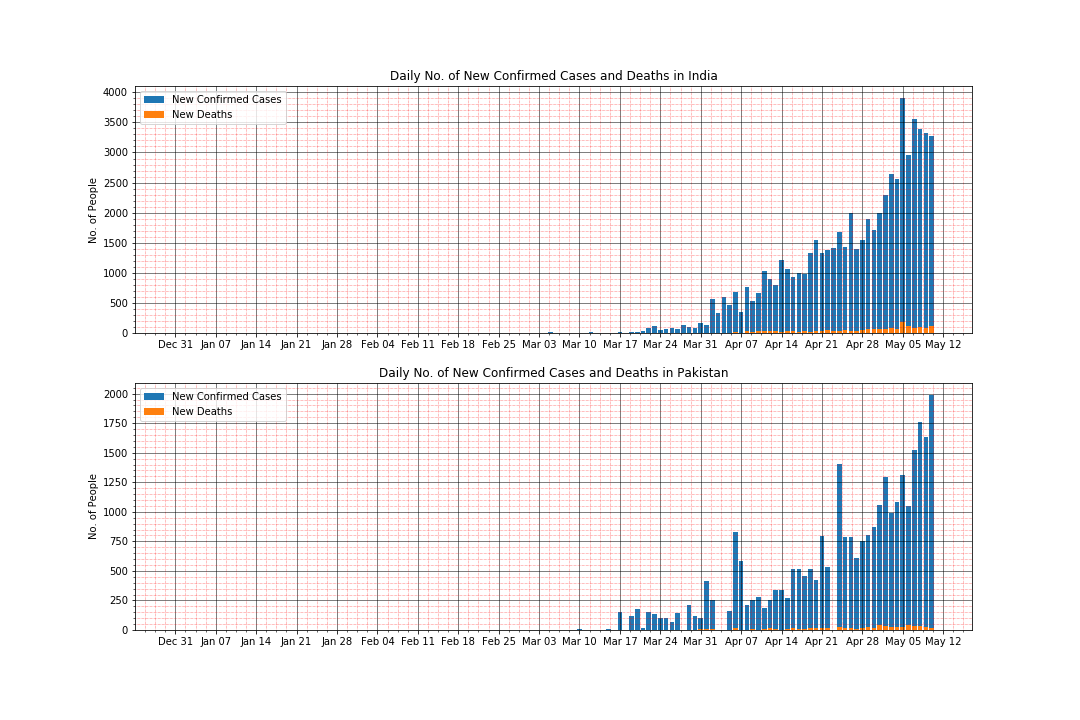 Daily No. of New Confirmed Cases and Deaths in India
4000
3500
3000
2500
2000
1500
1000
500
0
No. of People
New Confirmed Cases
New Deaths
Dec 31 Jan 07 Jan 14 Jan 21 Jan 28 Feb 04 Feb 11 Feb 18 Feb 25 Mar 03 Mar 10 Mar 17 Mar 24 Mar 31 Apr 07 Apr 14 Apr 21 Apr 28 May 05 May 12
Daily No. of New Confirmed Cases and Deaths in Pakistan
2000
1750
1500
1250
1000
750
500
250
0
No. of People
New Confirmed Cases
New Deaths
Dec 31 Jan 07 Jan 14 Jan 21 Jan 28 Feb 04 Feb 11 Feb 18 Feb 25 Mar 03 Mar 10 Mar 17 Mar 24 Mar 31 Apr 07 Apr 14 Apr 21 Apr 28 May 05 May 12